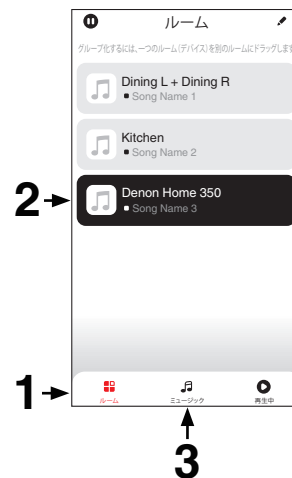 ルーム
グループ化するには、一つのルーム(デバイス)を別のルームにドラッグします
Dining L + Dining R
Song Name 1
Kitchen
Song Name 2
2
Denon Home 350
Song Name 3
1
ルーム
ミュージック
再生中
3